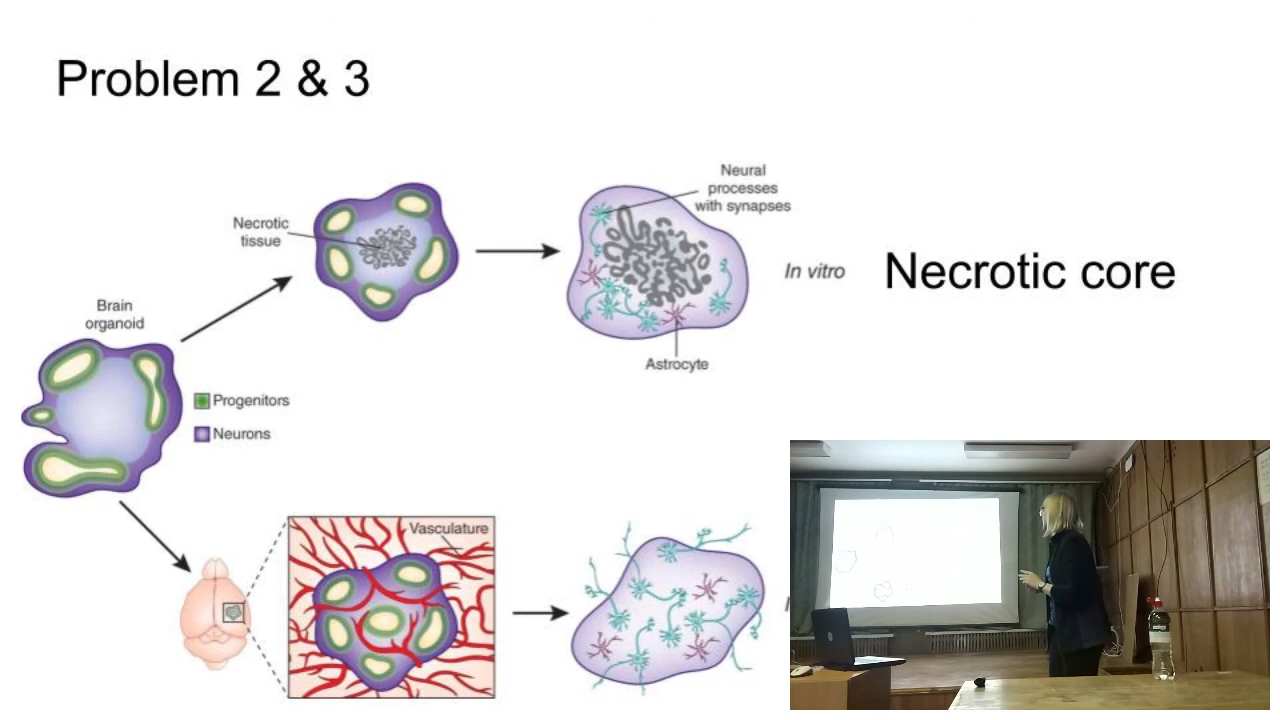 Problem 2 & 3
Neural
processes
with synapses
Necrotic
tissue
In vitro
Necrotic core
Brain
organoid
Astrocyte
Progenitors
Neurons
Vasculature